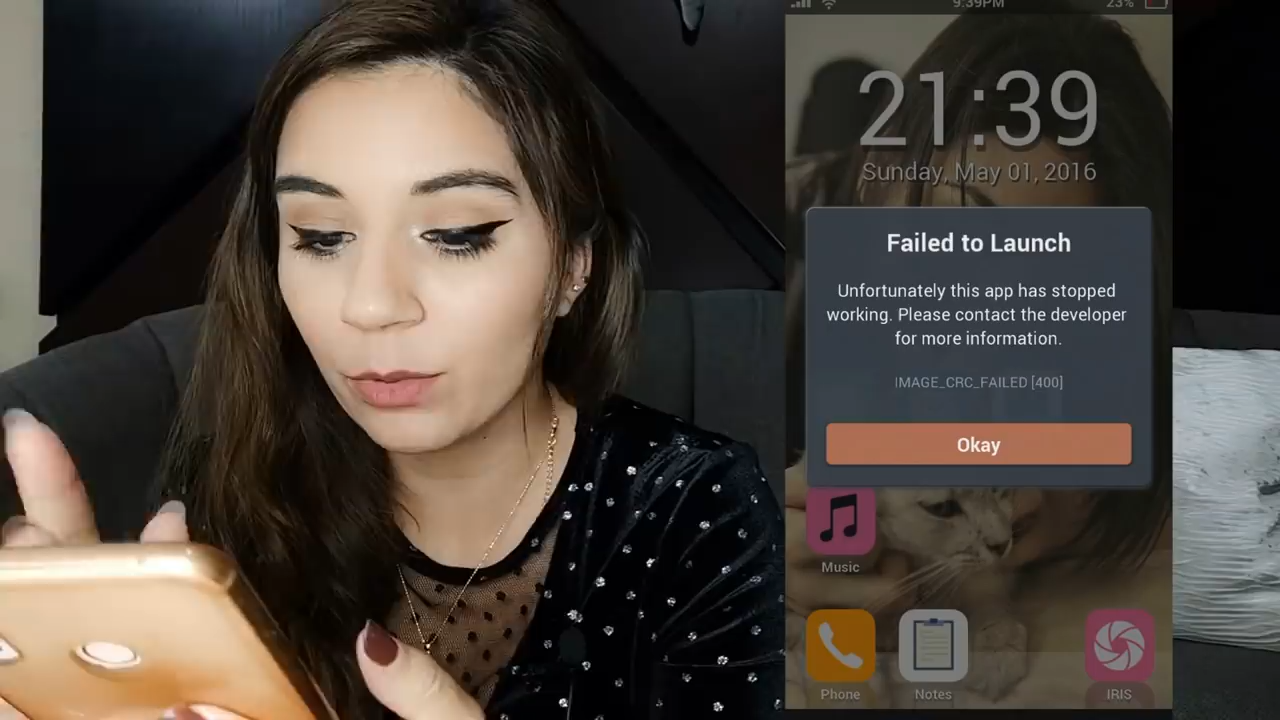 9:39PM
23%
21:39
Sunday, May 01, 2016
Failed to Launch
Unfortunately this app has stopped
working. Please contact the developer
for more information.
IMAGE_CRC_FAILED [400]
Okay
Music
Phone
Notes
IRIS